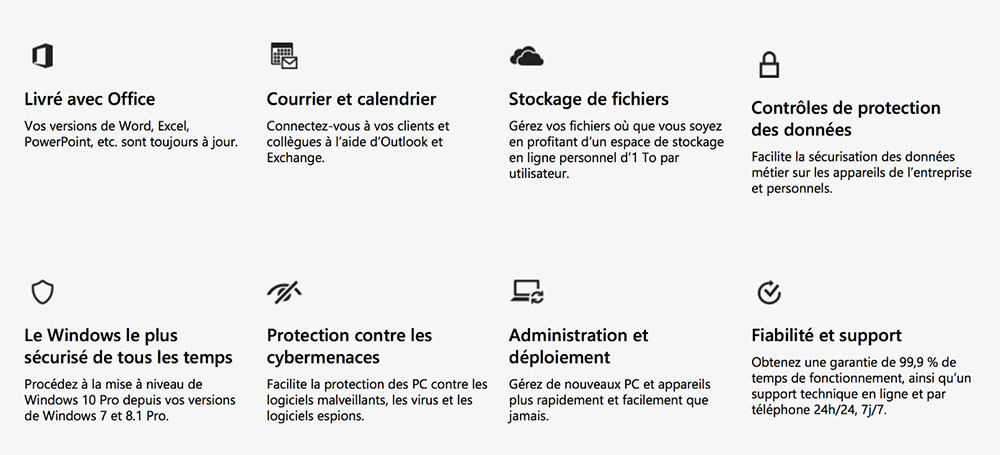 Livré avec Office
Vos versions de Word, Excel,
PowerPoint, etc. sont toujours à jour.
Courrier et calendrier
Connectez-vous à vos clients et
collègues à l'aide d'Outlook et
Exchange.
Stockage de fichiers
Gérez vos fichiers où que vous soyez
en profitant d'un espace de stockage
en ligne personnel d'1 To par
utilisateur.
Contrôles de protection
des données
Facilite la sécurisation des données
métier sur les appareils de l'entreprise
et personnels.
Le Windows le plus
sécurisé de tous les temps
Procédez à la mise à niveau de
Windows 10 Pro depuis vos versions
de Windows 7 et 8.1 Pro.
Protection contre les
cybermenaces
Facilite la protection des PC contre les
logiciels malveillants, les virus et les
logiciels espions.
Administration et
déploiement
Gérez de nouveaux PC et appareils
plus rapidement et facilement que
jamais.
Fiabilité et support
Obtenez une garantie de 99,9 % de
temps de fonctionnement, ainsi qu'un
support technique en ligne et par
téléphone 24h/24, 7j/7.